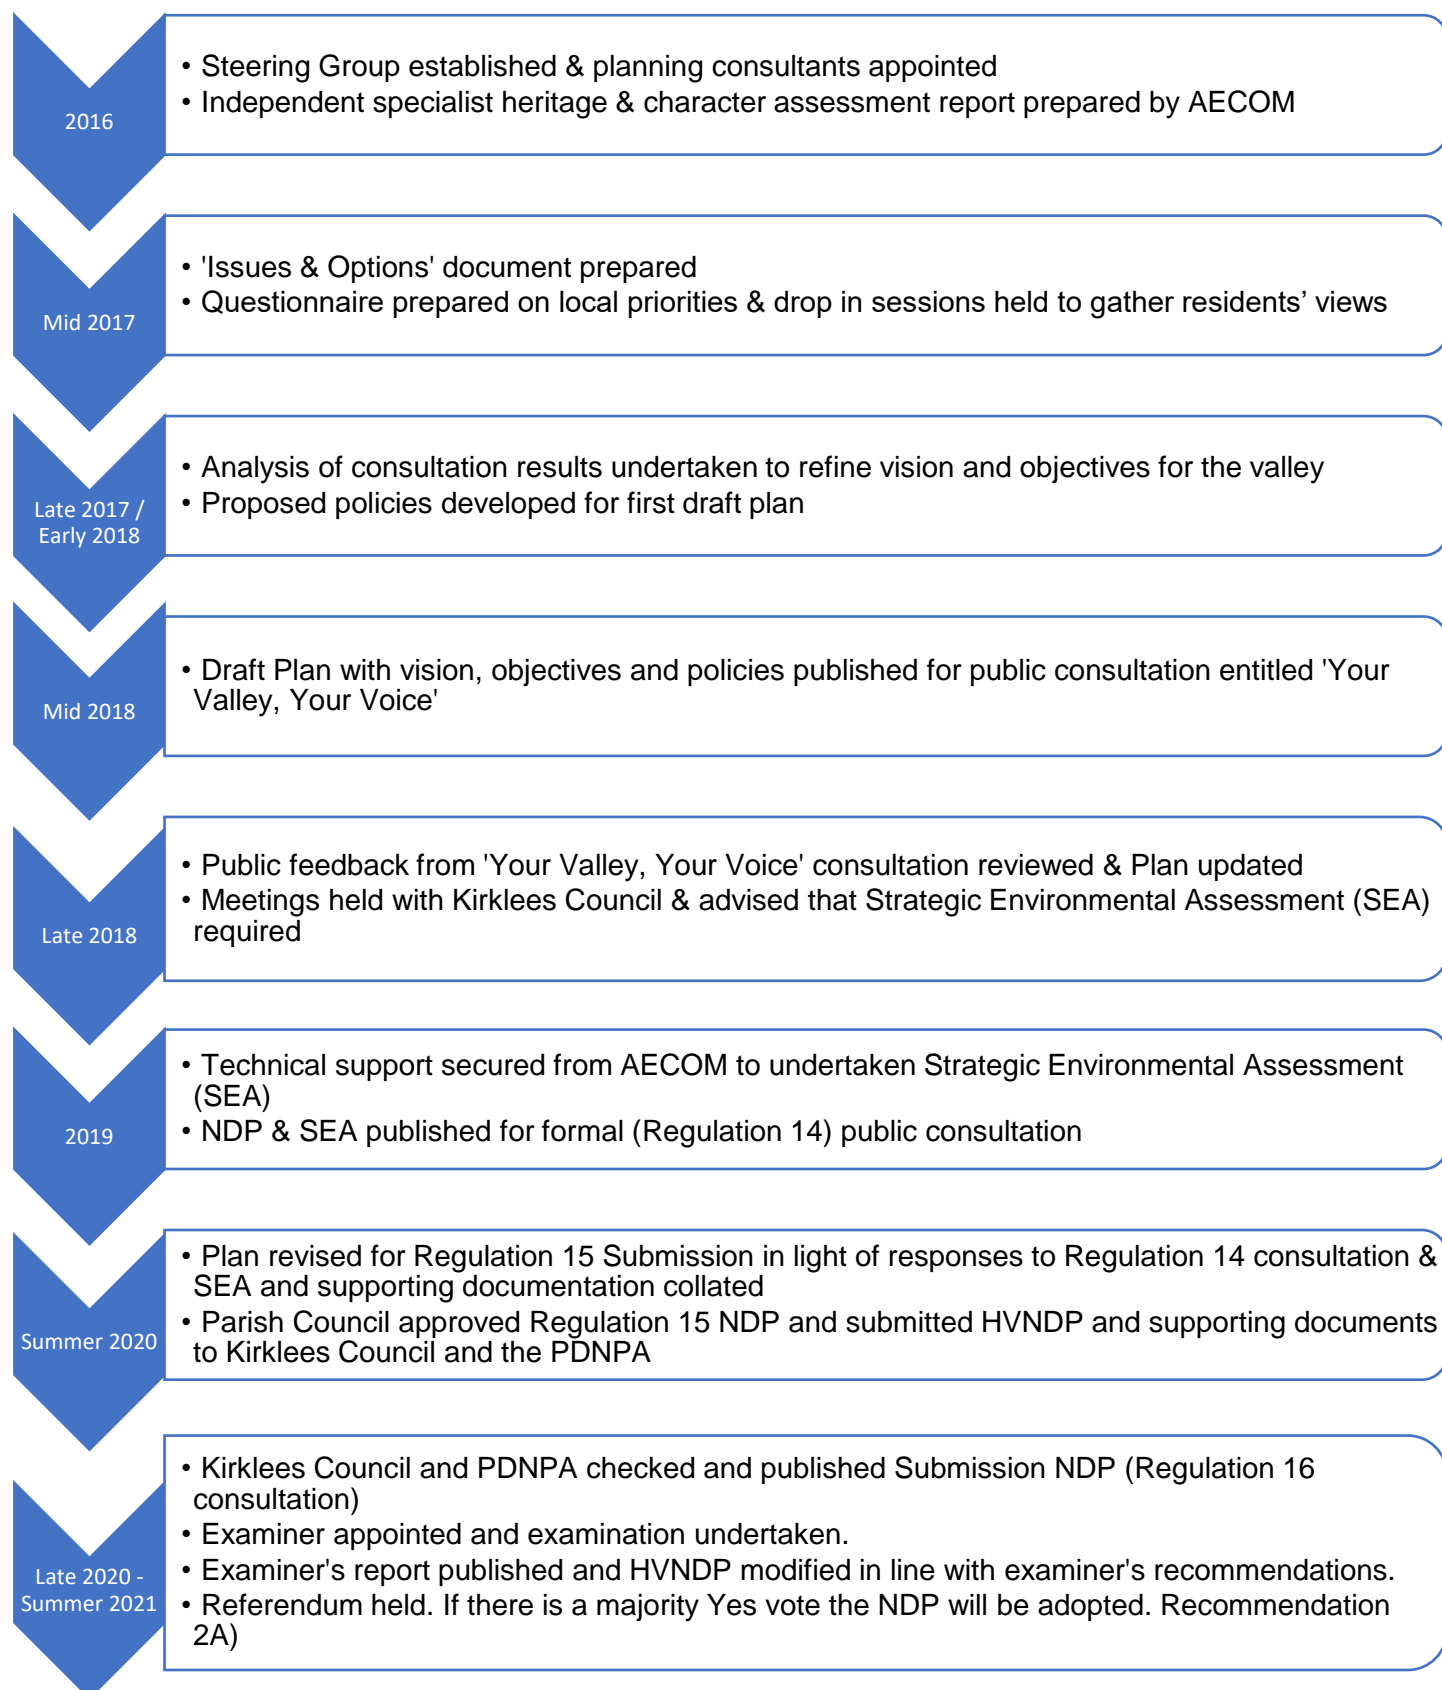 2016
• Steering Group established & planning consultants appointed
• Independent specialist heritage & character assessment report prepared by AECOM
Mid 2017
• 'Issues & Options' document prepared
• Questionnaire prepared on local priorities & drop in sessions held to gather residents’ views
Late 2017 /
Early 2018
• Analysis of consultation results undertaken to refine vision and objectives for the valley
• Proposed policies developed for first draft plan
Mid 2018
• Draft Plan with vision, objectives and policies published for public consultation entitled 'Your
Valley, Your Voice'
Late 2018
• Public feedback from 'Your Valley, Your Voice' consultation reviewed & Plan updated
• Meetings held with Kirklees Council & advised that Strategic Environmental Assessment (SEA)
required
2019
• Technical support secured from AECOM to undertaken Strategic Environmental Assessment
(SEA)
• NDP & SEA published for formal (Regulation 14) public consultation
Summer 2020
• Plan revised for Regulation 15 Submission in light of responses to Regulation 14 consultation &
SEA and supporting documentation collated
• Parish Council approved Regulation 15 NDP and submitted HVNDP and supporting documents
to Kirklees Council and the PDNPA
Late 2020 -
Summer 2021
• Kirklees Council and PDNPA checked and published Submission NDP (Regulation 16
consultation)
• Examiner appointed and examination undertaken.
• Examiner's report published and HVNDP modified in line with examiner's recommendations.
• Referendum held. If there is a majority Yes vote the NDP will be adopted. Recommendation
2A)